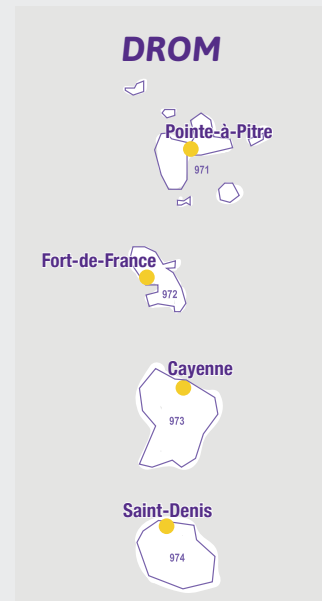 DROM
Pointe-à-Pitre
971
Fort-de-France
972
Cayenne
973
Saint-Denis
974